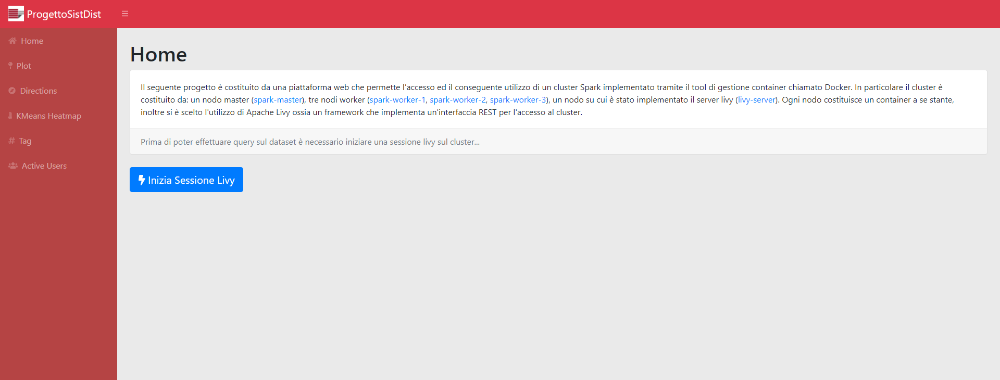 ProgettoSistDist
Home
Plot
Directions
KMeans Heatmap
Tag
Active Users
Home
Il seguente progetto è costituito da una piattaforma web che permette l'accesso ed il conseguente utilizzo di un cluster Spark implementato tramite il tool di gestione container chiamato Docker. In particolare il cluster è
costituito da: un nodo master (spark-master), tre nodi worker (spark-worker-1, spark-worker-2, spark-worker-3), un nodo su cui è stato implementato il server livy (livy-server). Ogni nodo costituisce un container a se stante,
inoltre si è scelto l'utilizzo di Apache Livy ossia un framework che implementa un'interfaccia REST per l'accesso al cluster.
Prima di poter effettuare query sul dataset è necessario iniziare una sessione livy sul cluster...
Inizia Sessione Livy